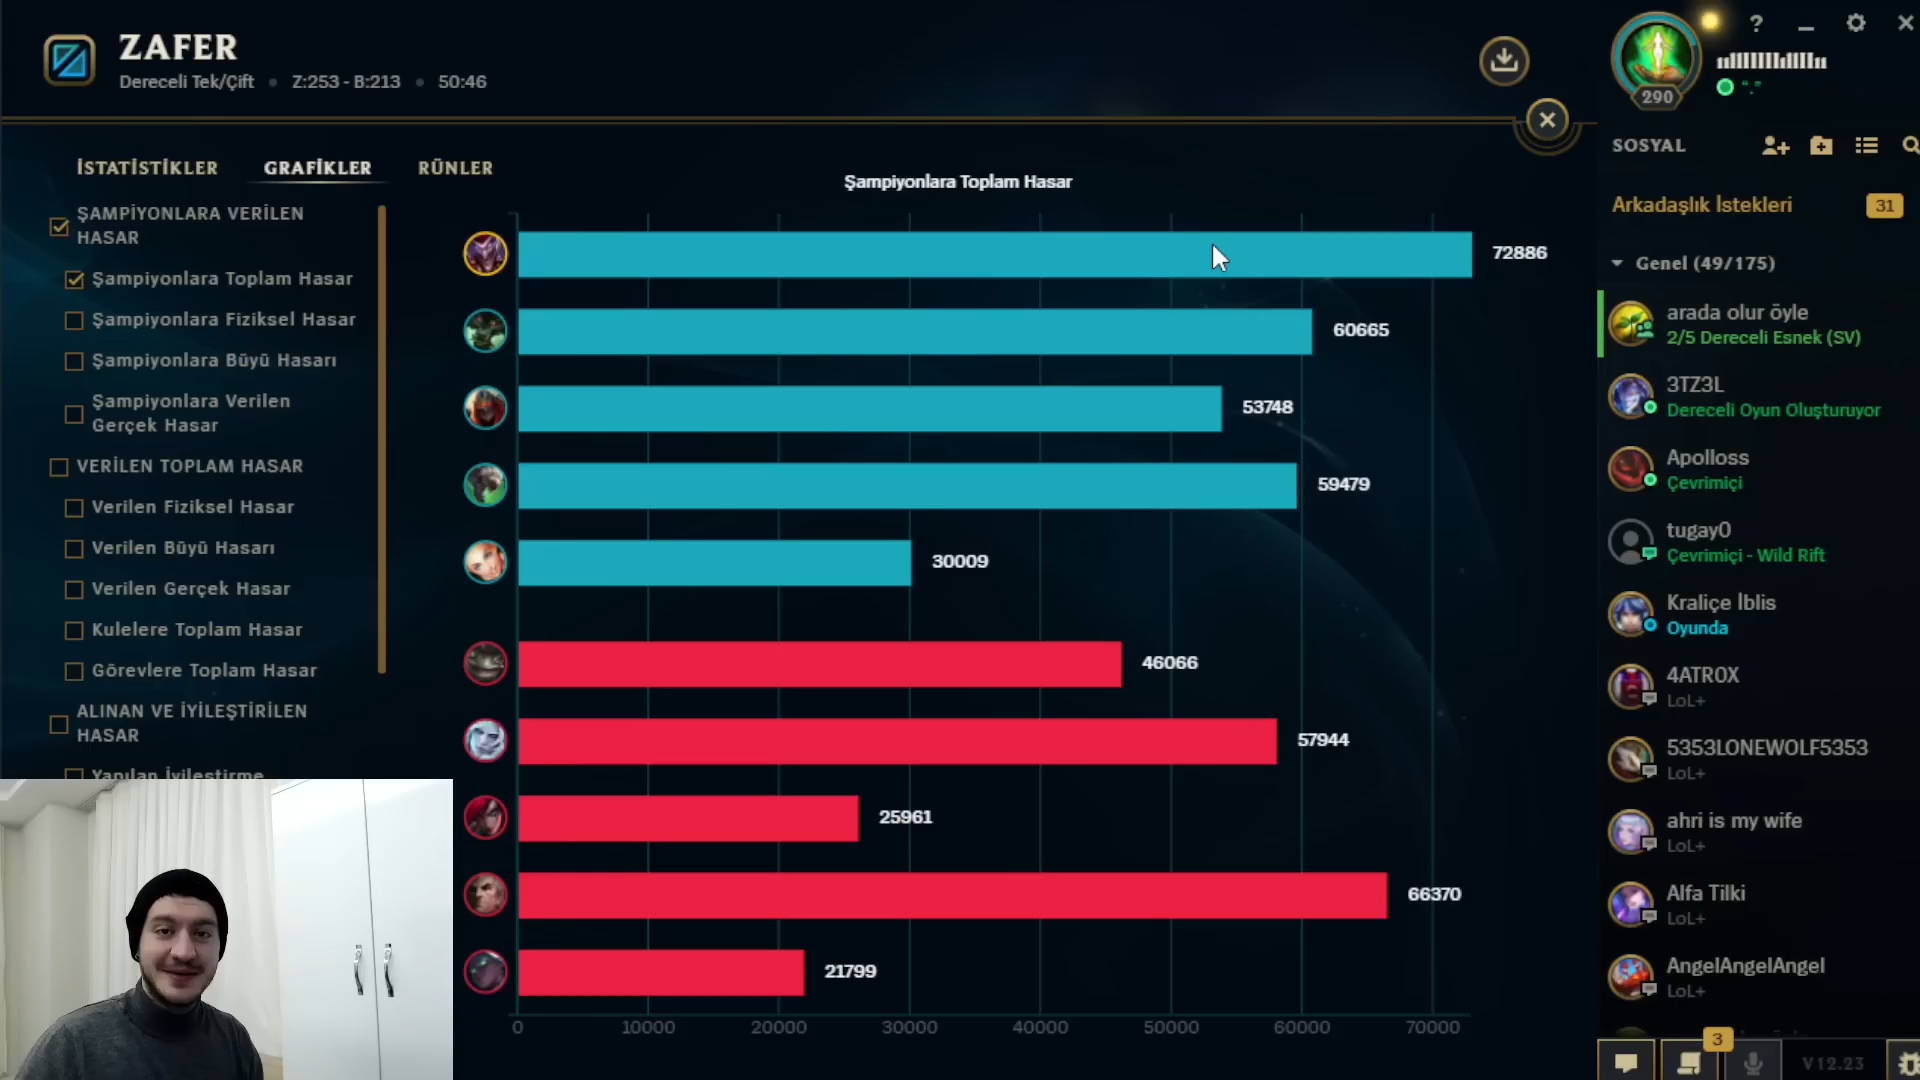 ZAFER
Dereceli Tek/Çift • Z:253 - B:213 • 50:46
İSTATİSTİKLER GRAFİKLER RÜNLER
ŞAMPİYONLARA VERİLEN
HASAR
Şampiyonlara Toplam Hasar
Şampiyonlara Fiziksel Hasar
Şampiyonlara Büyü Hasarı
Şampiyonlara Verilen
Gerçek Hasar
VERİLEN TOPLAM HASAR
Verilen Fiziksel Hasar
Verilen Büyü Hasarı
Verilen Gerçek Hasar
Kulelere Toplam Hasar
Görevlere Toplam Hasar
ALINAN VE İYİLEŞTİRİLEN
HASAR
Yapılan İyileştirme
Şampiyonlara Toplam Hasar
72886
60665
53748
59479
30009
46066
57944
25961
66370
21799
0 10000 20000 30000 40000 50000 60000 70000
290
"."
SOSYAL
Arkadaşlık İstekleri 31
Genel (49/175)
arada olur öyle
2/5 Dereceli Esnek (SV)
3TZ3L
Dereceli Oyun Oluşturuyor
Apolloss
Çevrimiçi
tugay0
Çevrimiçi - Wild Rift
Kraliçe İblis
Oyunda
4ATR0X
LoL+
5353LONEWOLF5353
LoL+
ahri is my wife
LoL+
Alfa Tilki
LoL+
AngelAngelAngel
LoL+
3
V12.23